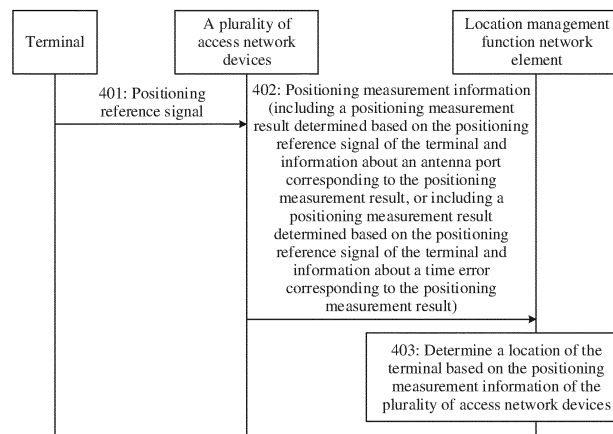 Terminal
A plurality of
access network
devices
Location management
function network
element
401: Positioning
reference signal
402: Positioning measurement information
(including a positioning measurement
result determined based on the positioning
reference signal of the terminal and
information about an antenna port
corresponding to the positioning
measurement result, or including a
positioning measurement result
determined based on the positioning
reference signal of the terminal and
information about a time error
corresponding to the positioning
measurement result)
403: Determine a location of the
terminal based on the positioning
measurement information of the
plurality of access network devices